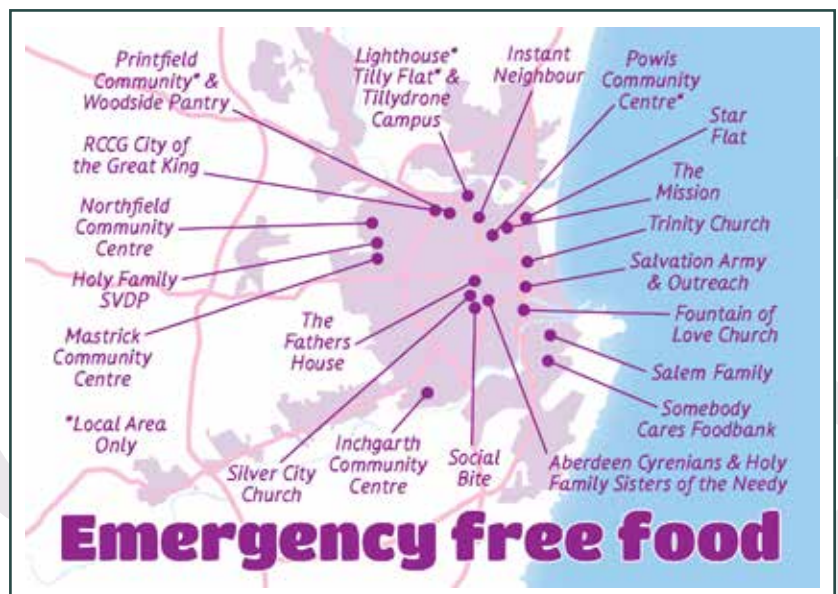 Printfield
Community* &
Woodside Pantry
Lighthouse*
Tilly Flat* &
Tillydrone
Campus
Instant
Neighbour
Powis
Community
Centre*
Star
Flat
RCCG City of
the Great King
The
Mission
Northfield
Community
Centre
Trinity Church
Holy Family
SVDP
Salvation Army
& Outreach
Mastrick
Community
Centre
The
Fathers
House
Fountain of
Love Church
Salem Family
*Local Area
Only
Somebody
Cares Foodbank
Silver City
Church
Inchgarth
Community
Centre
Social
Bite
Aberdeen Cyrenians & Holy
Family Sisters of the Needy
Emergency free food